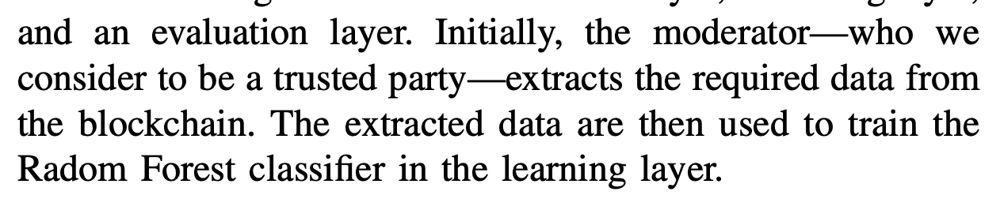 and an evaluation layer. Initially, the moderator—who we
consider to be a trusted party—extracts the required data from
the blockchain. The extracted data are then used to train the
Radom Forest classifier in the learning layer.